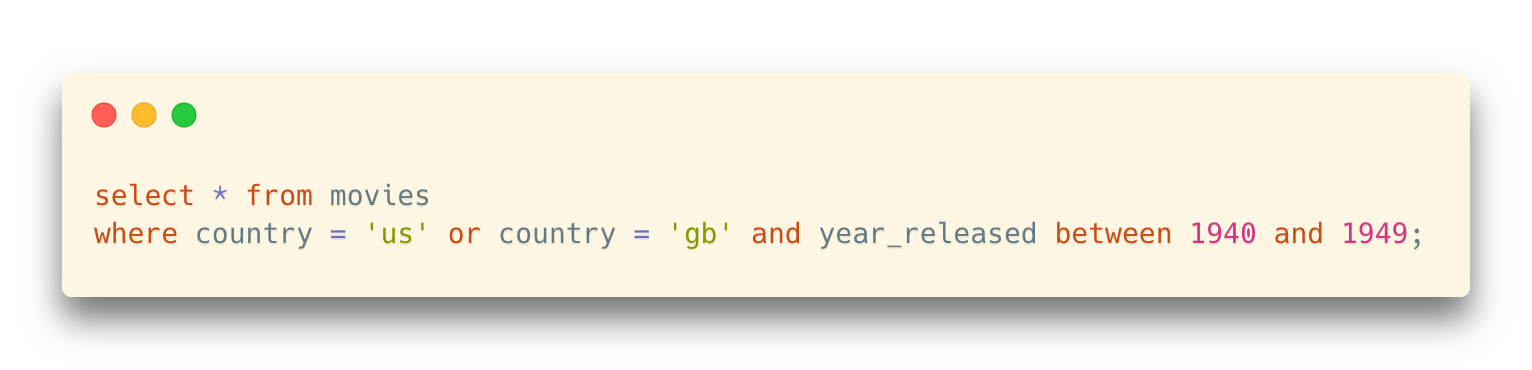 select * from movies
where country = 'us' or country = 'gb' and year_released between 1940 and 1949;